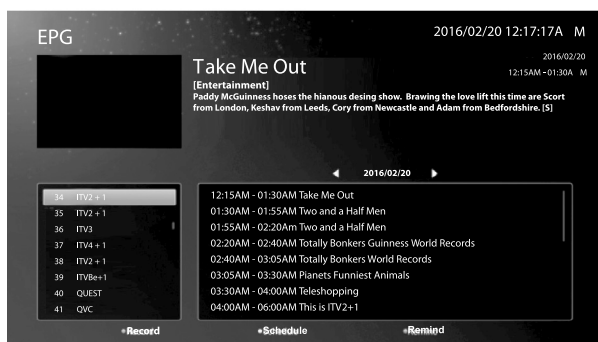 EPG
2016/02/20 12:17:17A M
2016/02/20
12:15AM - 01:30A M
Take Me Out
[Entertainment]
Paddy McGuinness hoses the hianous desing show. Brawing the love lift this time are Scort
from London, Keshav from Leeds, Cory from Newcastle and Adam from Bedfordshire. [S]
2016/02/20
34 ITV2 + 1
35 ITV2 + 1
36 ITV3
37 ITV4 + 1
38 ITV2 + 1
39 ITVBe+1
40 QUEST
41 QVC
12:15AM - 01:30AM Take Me Out
01:30AM - 01:55AM Two and a Half Men
01:55AM - 02:20Am Two and a Half Men
02:20AM - 02:40AM Totally Bonkers Guinness World Records
02:40AM - 03:05AM Totally Bonkers World Records
03:05AM - 03:30AM Pianets Funniest Animals
03:30AM - 04:00AM Teleshopping
04:00AM - 06:00AM This is ITV2+1
Record
Schedule
Remind